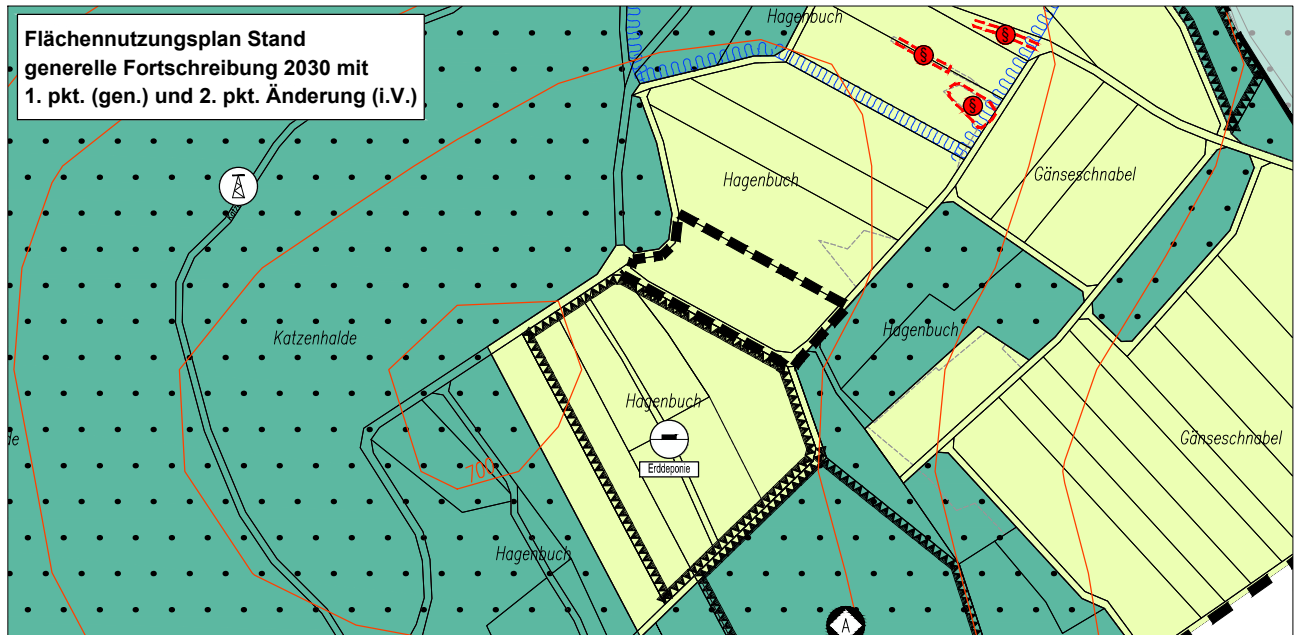 Flächennutzungsplan Stand
generelle Fortschreibung 2030 mit
1. pkt. (gen.) und 2. pkt. Änderung (i.V.)
Hagenbuch
§
§
§
Hagenbuch
Gänseschnabel
Katzenhalde
Hagenbuch
Hagenbuch
Gänseschnabel
Erddeponie
700
Hagenbuch
A